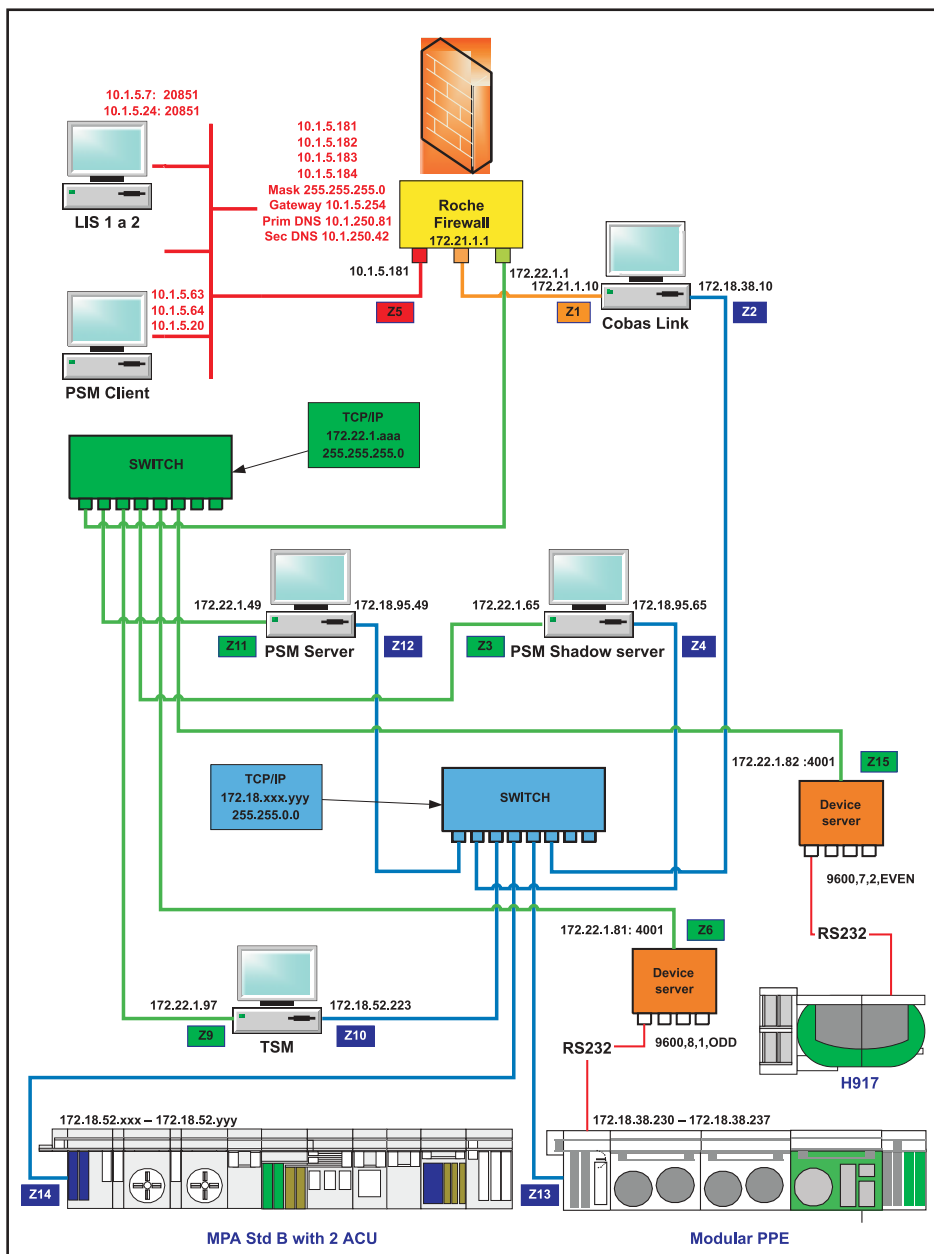 10.1.5.7: 20851
10.1.5.24: 20851
LIS 1 a 2
10.1.5.181
10.1.5.182
10.1.5.183
10.1.5.184
Mask 255.255.255.0
Gateway 10.1.5.254
Prim DNS 10.1.250.81
Sec DNS 10.1.250.42
Roche
Firewall
172.21.1.1
10.1.5.181
172.22.1.1
172.21.1.10
172.18.38.10
Z5
Z1
Cobas Link
Z2
10.1.5.63
10.1.5.64
10.1.5.20
PSM Client
TCP/IP
172.22.1.aaa
255.255.255.0
SWITCH
172.22.1.49
172.18.95.49
172.22.1.65
172.18.95.65
Z11
PSM Server
Z12
Z3
PSM Shadow server
Z4
TCP/IP
172.18.xxx.yyy
255.255.0.0
SWITCH
172.22.1.82 :4001
Z15
Device
server
9600,7,2,EVEN
RS232
H917
172.22.1.81: 4001
Z6
Device
server
9600,8,1,ODD
RS232
172.22.1.97
172.18.52.223
Z9
TSM
Z10
172.18.52.xxx – 172.18.52.yyy
172.18.38.230 – 172.18.38.237
Z14
Z13
MPA Std B with 2 ACU
Modular PPE